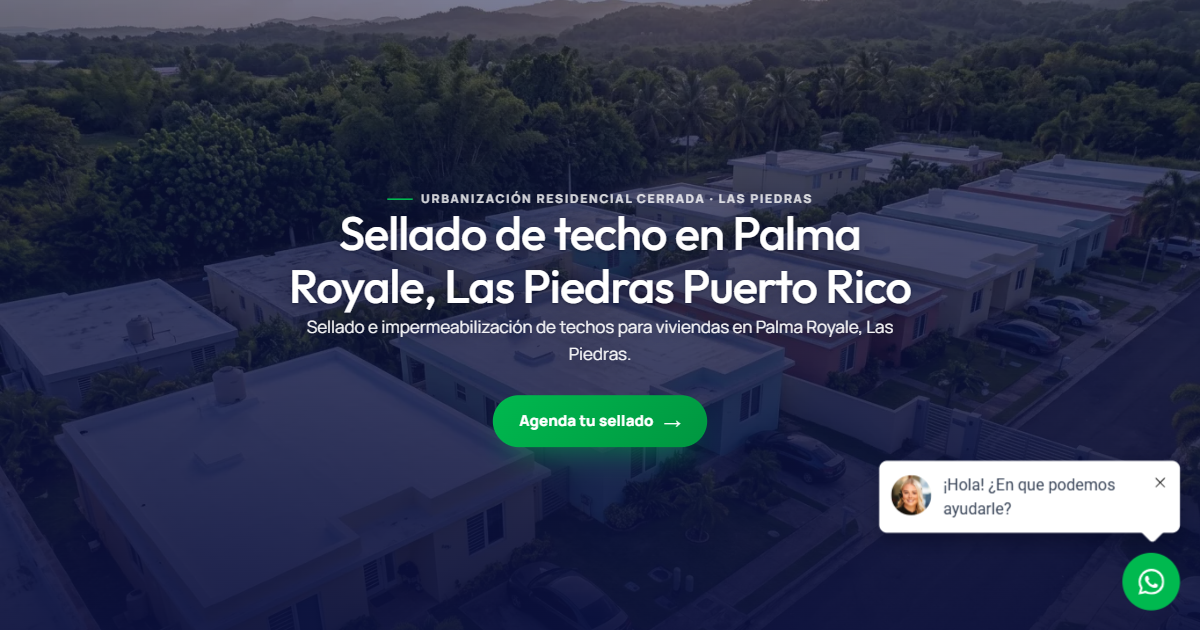 URBANIZACIÓN RESIDENCIAL CERRADA · LAS PIEDRAS
Sellado de techo en Palma
Royale, Las Piedras Puerto Rico
Sellado e impermeabilización de techos para viviendas en Palma Royale, Las
Piedras.
Agenda tu sellado →
¡Hola! ¿En que podemos
ayudarle?